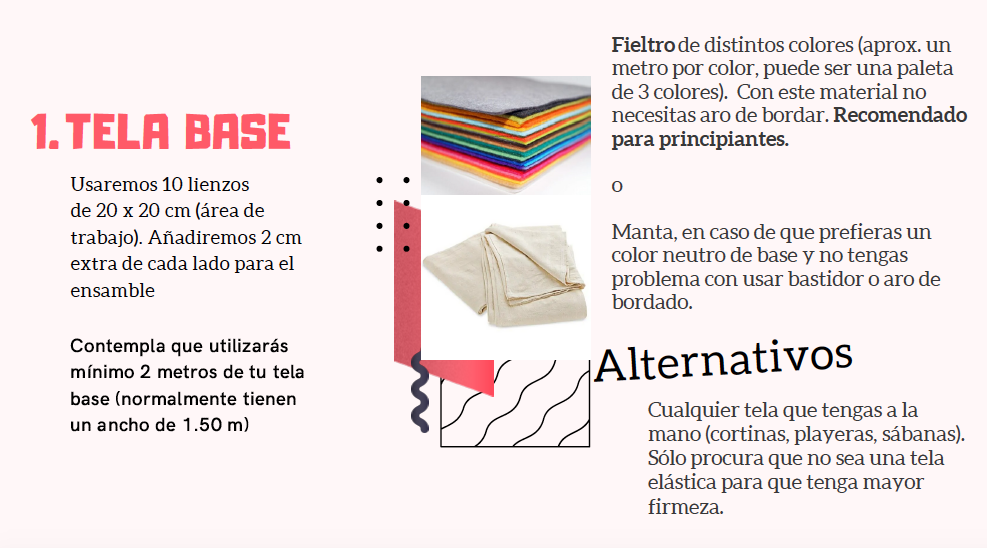 1. TELA BASE
Usaremos 10 lienzos
de 20 x 20 cm (área de
trabajo). Añadiremos 2 cm
extra de cada lado para el
ensamble
Contempla que utilizarás
mínimo 2 metros de tu tela
base (normalmente tienen
un ancho de 1.50 m)
Fieltro de distintos colores (aprox. un
metro por color, puede ser una paleta
de 3 colores). Con este material no
necesitas aro de bordar. Recomendado
para principiantes.
o
Manta, en caso de que prefieras un
color neutro de base y no tengas
problema con usar bastidor o aro de
bordado.
Alternativos
Cualquier tela que tengas a la
mano (cortinas, playeras, sábanas).
Sólo procura que no sea una tela
elástica para que tenga mayor
firmeza.